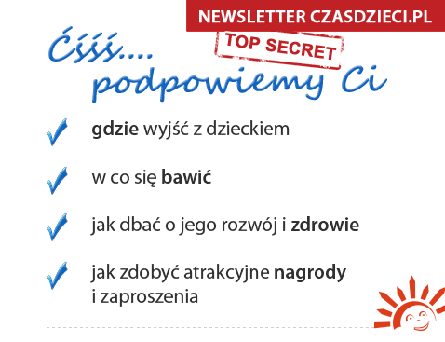 NEWSLETTER CZASDZIECI.PL
Ćśśś....
TOP SECRET
podpowiemy Ci
gdzie wyjść z dzieckiem
w co się bawić
jak dbać o jego rozwój i zdrowie
jak zdobyć atrakcyjne nagrody
i zaproszenia